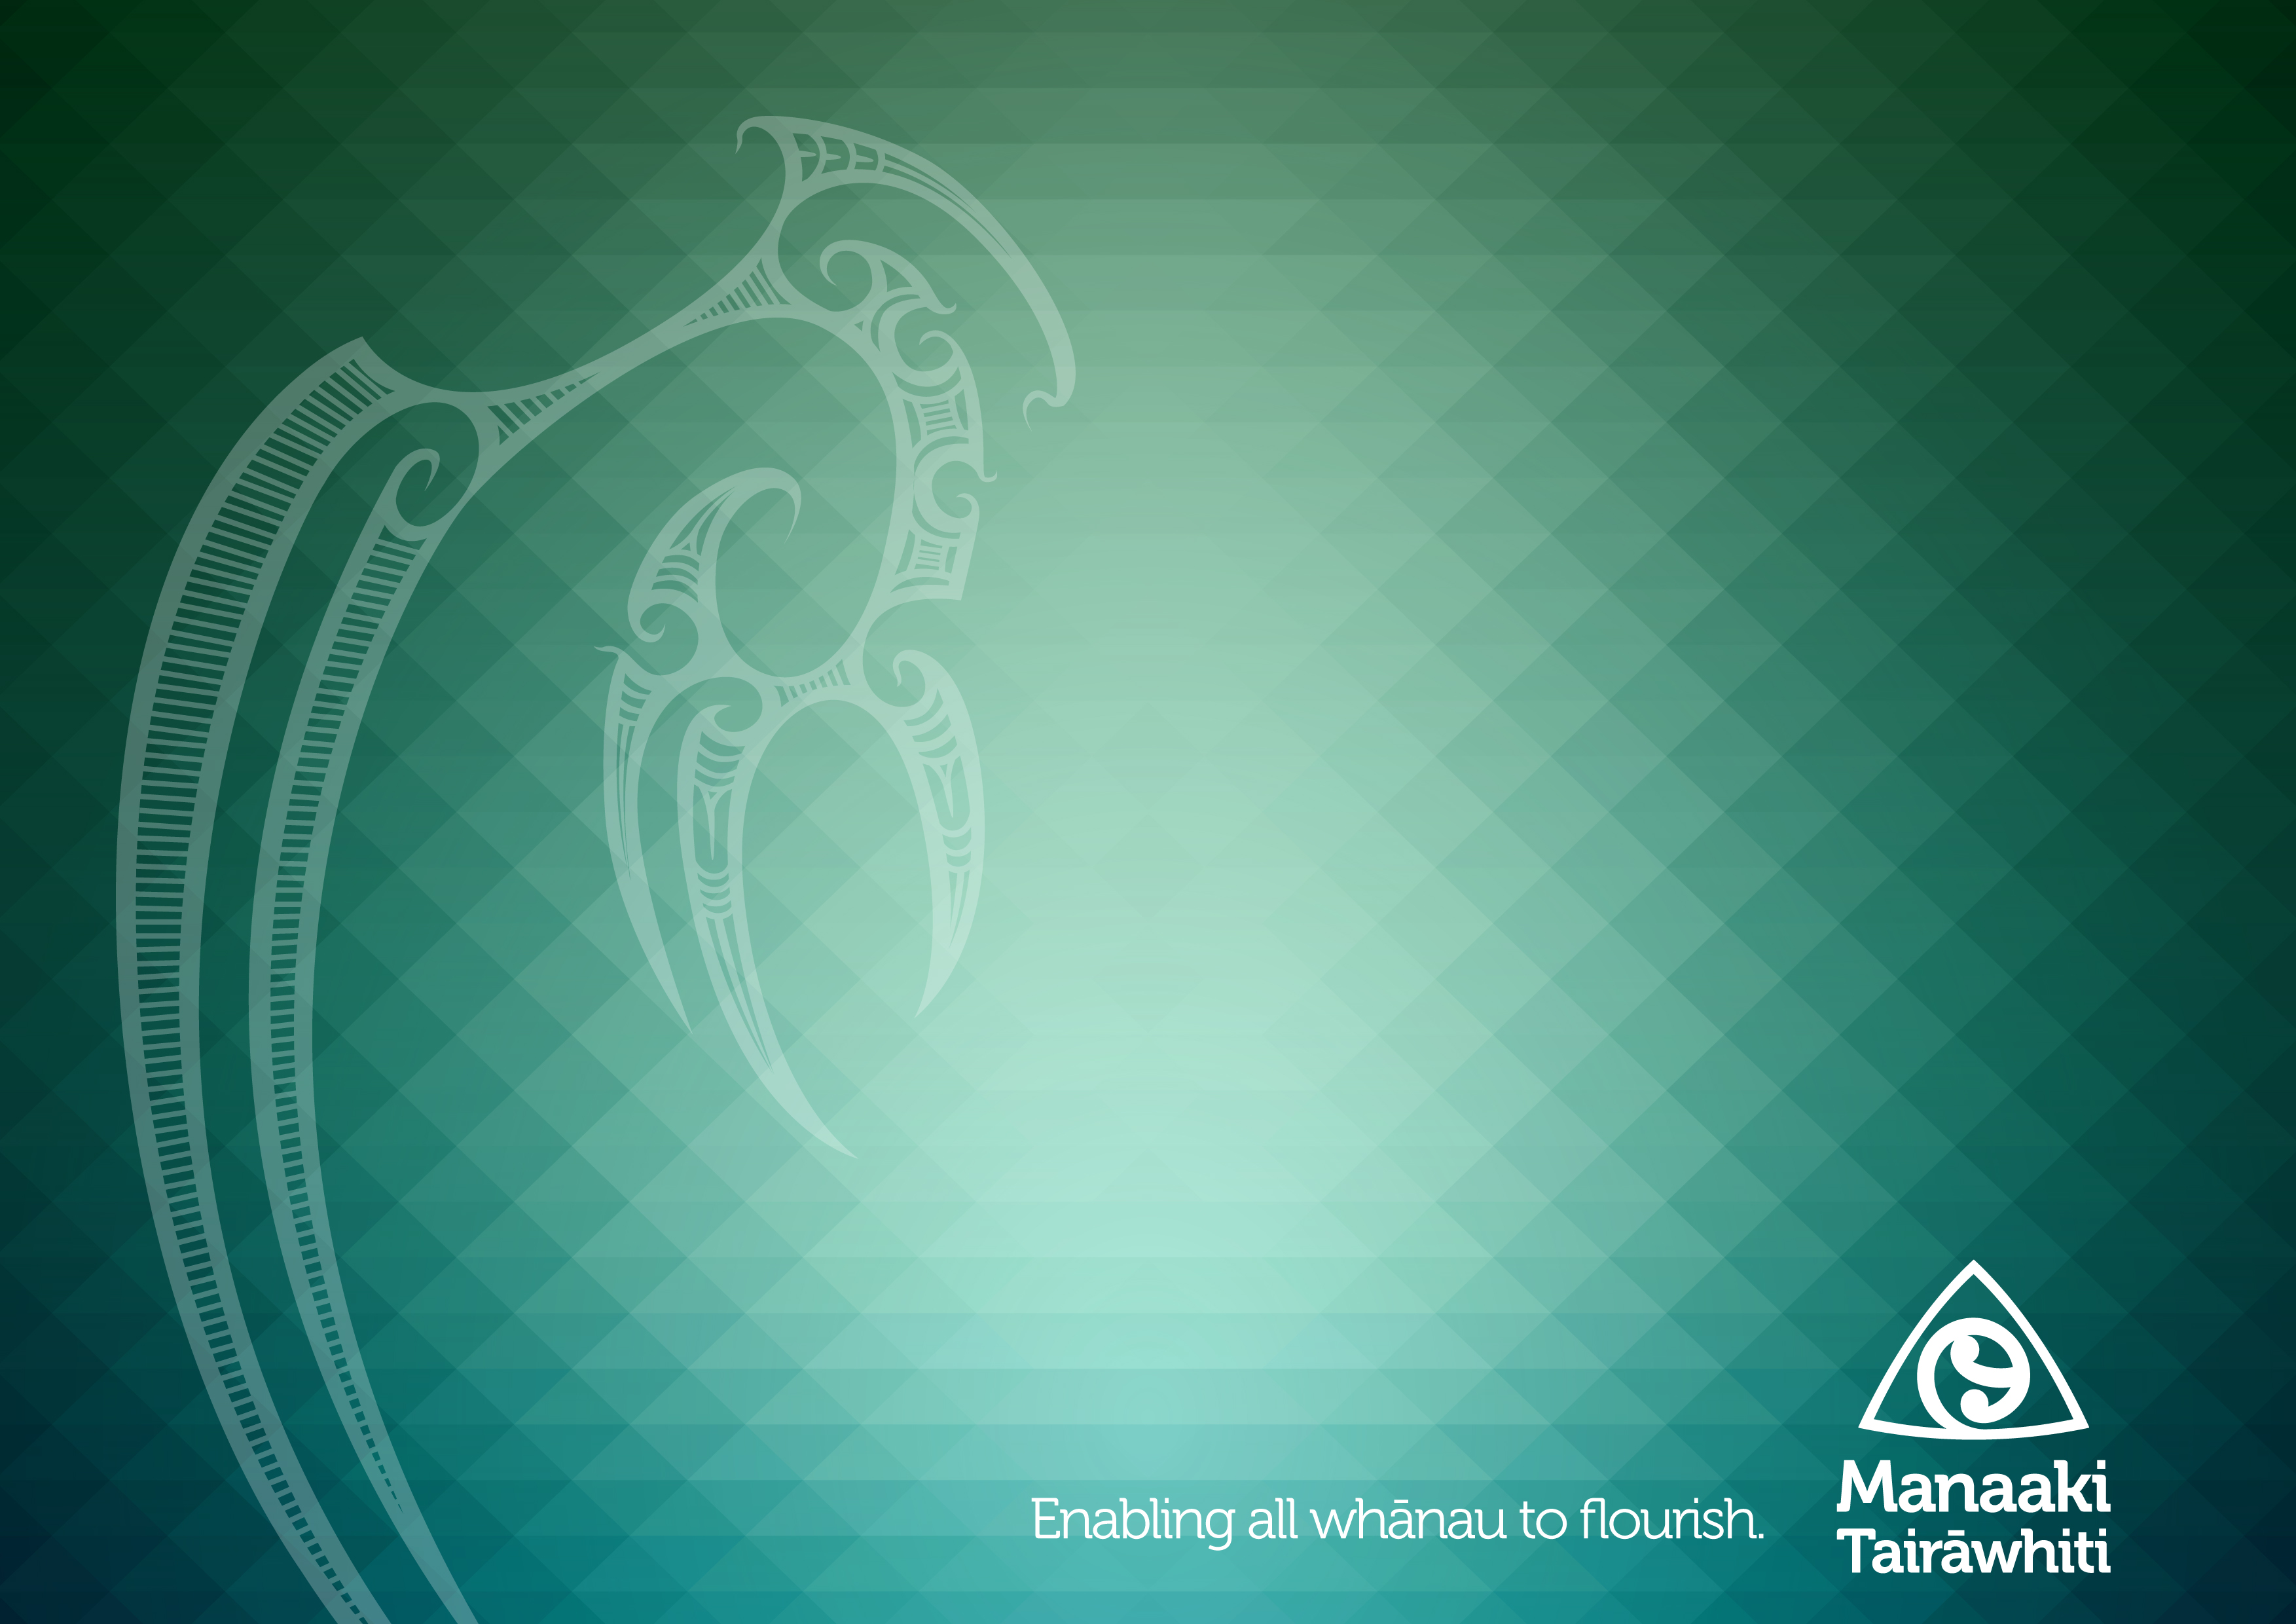 Enabling all whānau to flourish.
Manaaki
Tairāwhiti